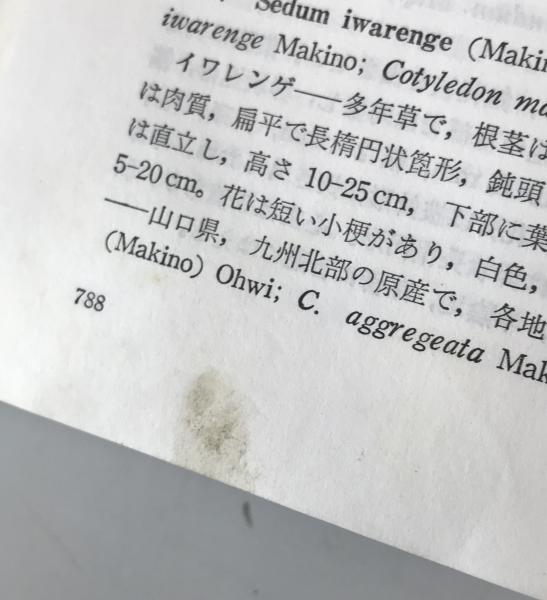 Sedum iwarenge (Makin
iwarenge Makino; Cotyledon ma
イワレンゲ——多年草で，根茎は
は肉質，扁平で長楕円状箆形，鈍頭
は直立し，高さ 10-25 cm， 下部に葉
5-20 cm。花は短い小梗があり，白色，
——山口県，九州北部の原産で，各地
(Makino) Ohwi; C. aggregeata Mak
788